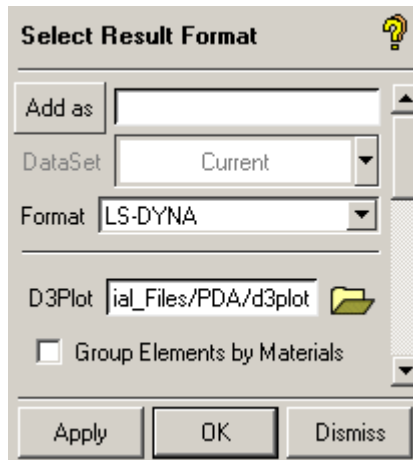 Select Result Format
Add as
DataSet Current
Format LS-DYNA
D3Plot ial_Files/PDA/d3plot
Group Elements by Materials
Apply OK Dismiss